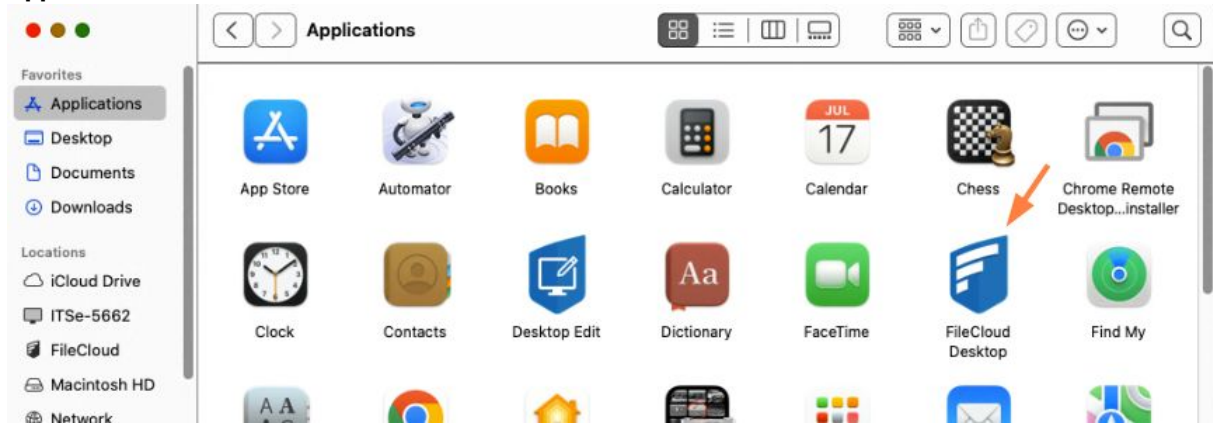 Applications
Favorites
Applications
Desktop
Documents
Downloads
Locations
iCloud Drive
ITSe-5662
FileCloud
Macintosh HD
Network
JUL
17
App Store
Automator
Books
Calculator
Calendar
Chess
Chrome Remote
Desktop...installer
Aa
Clock
Contacts
Desktop Edit
Dictionary
FaceTime
FileCloud
Desktop
Find My
A A